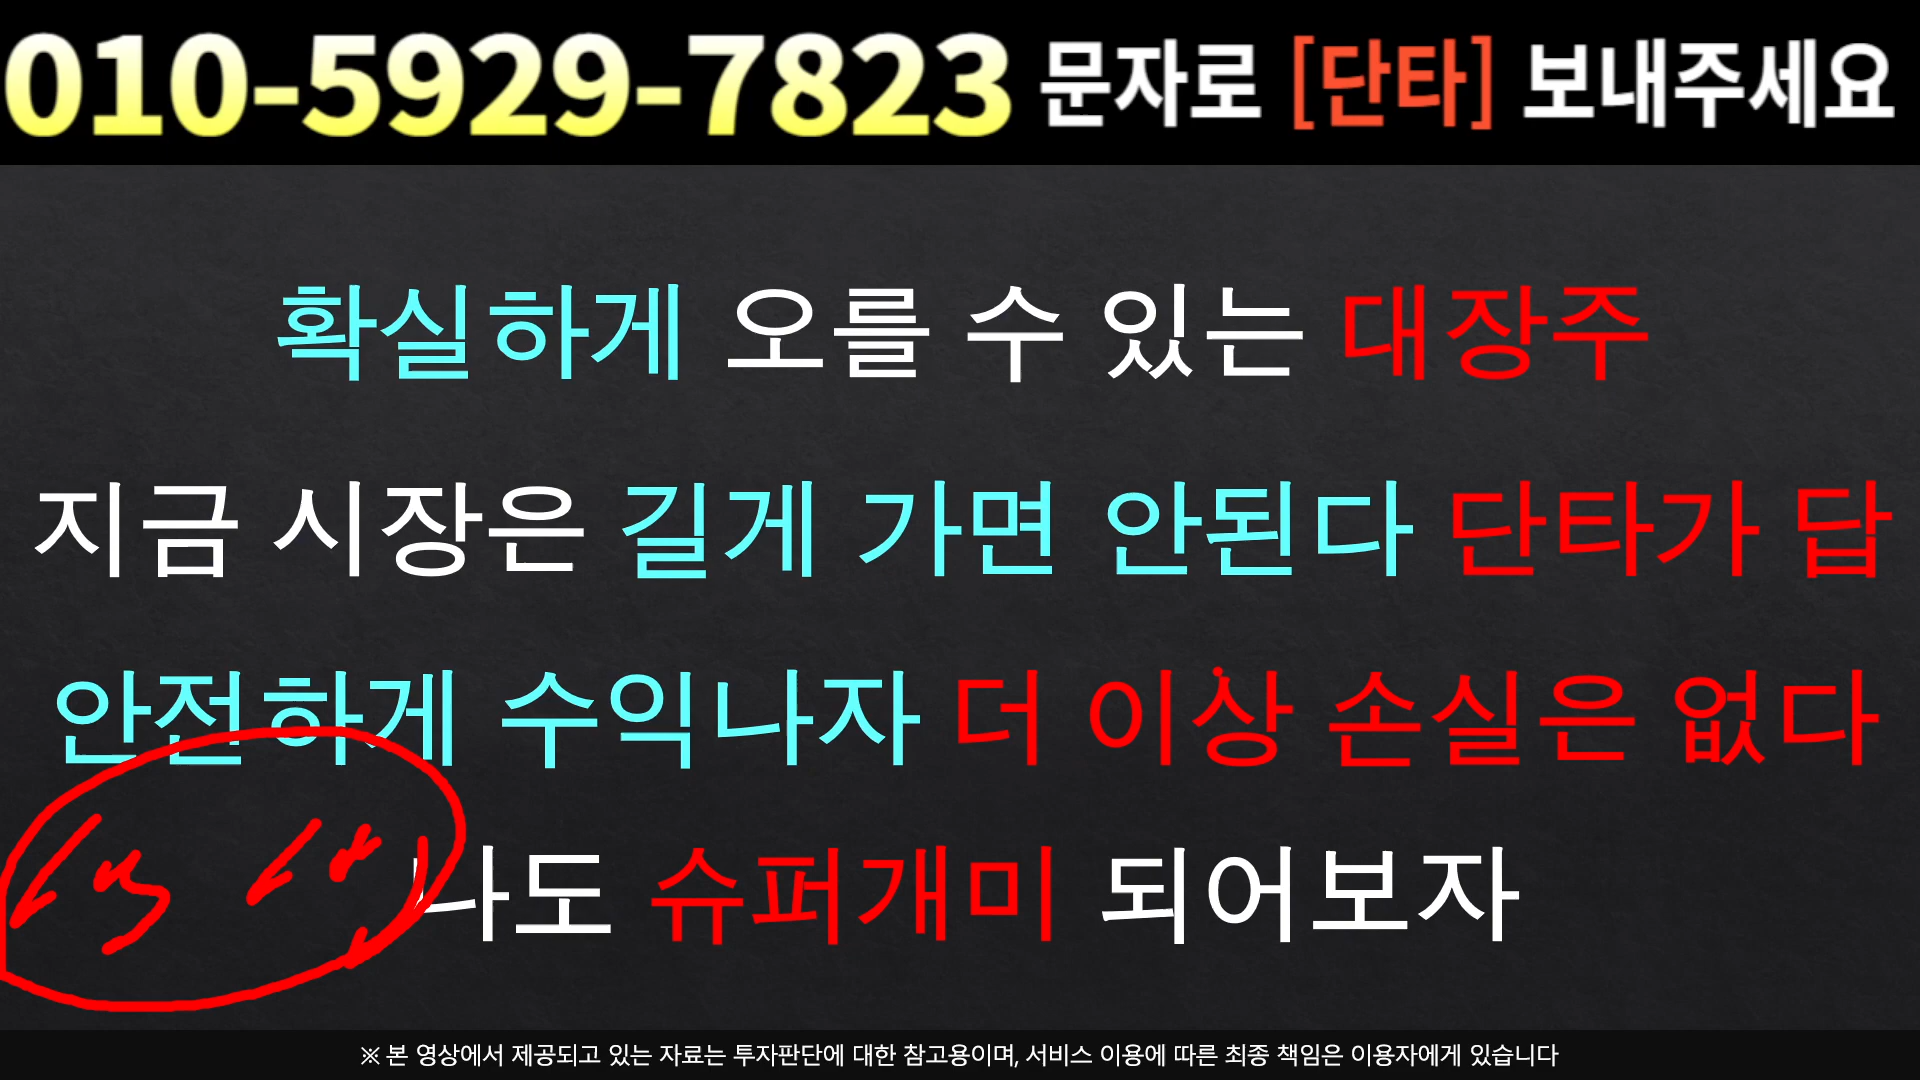 010-5929-7823 문자로 [단타] 보내주세요
확실하게 오를 수 있는 대장주
지금 시장은 길게 가면 안된다 단타가 답
안전하게 수익나자 더 이상 손실은 없다
나도 슈퍼개미 되어보자
※ 본 영상에서 제공되고 있는 자료는 투자판단에 대한 참고용이며, 서비스 이용에 따른 최종 책임은 이용자에게 있습니다